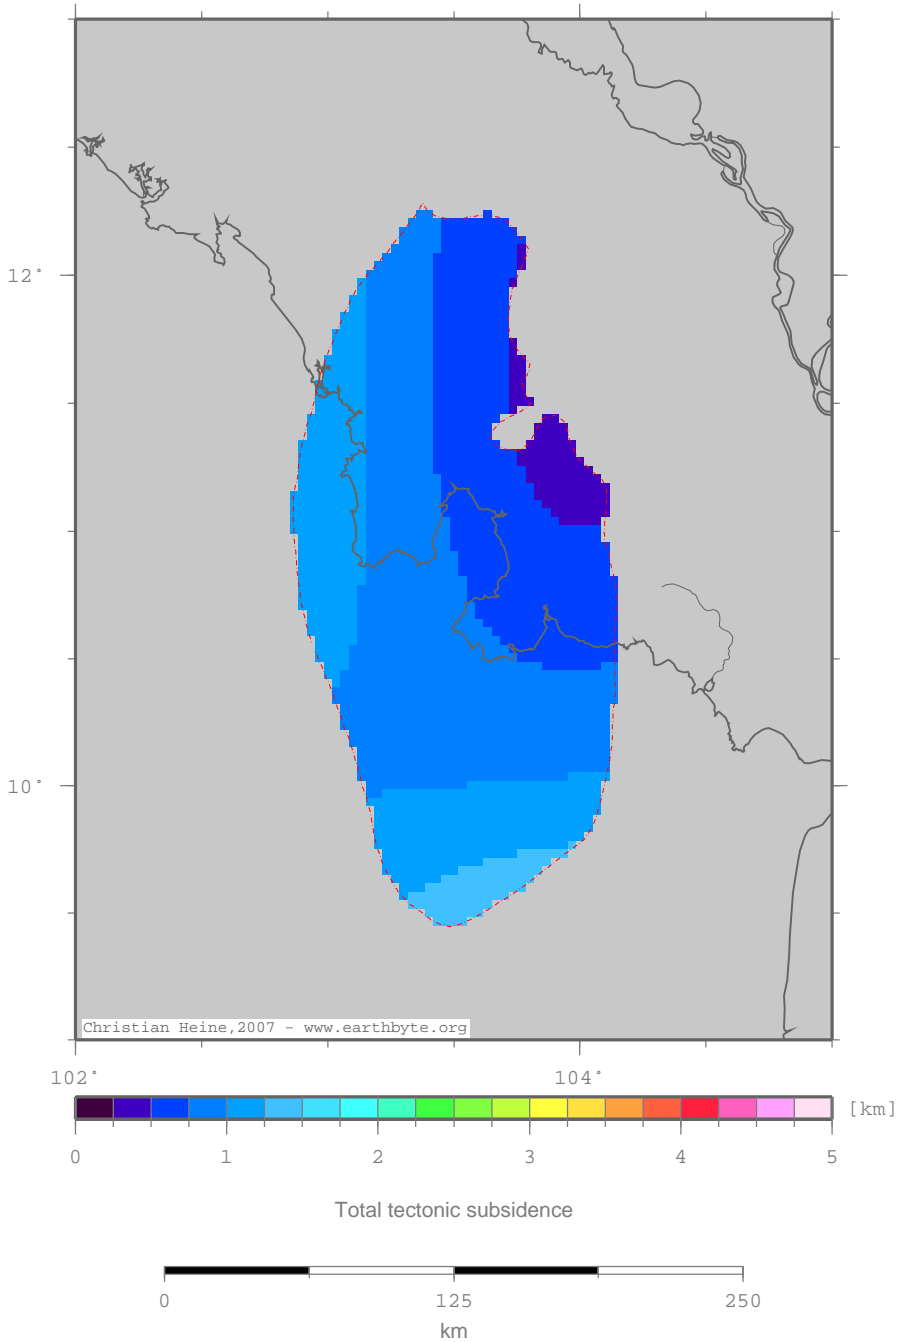 12°
10°
Christian Heine,2007 - www.earthbyte.org
102° 104°
[km]
0 1 2 3 4 5
Total tectonic subsidence
0 125 250
km